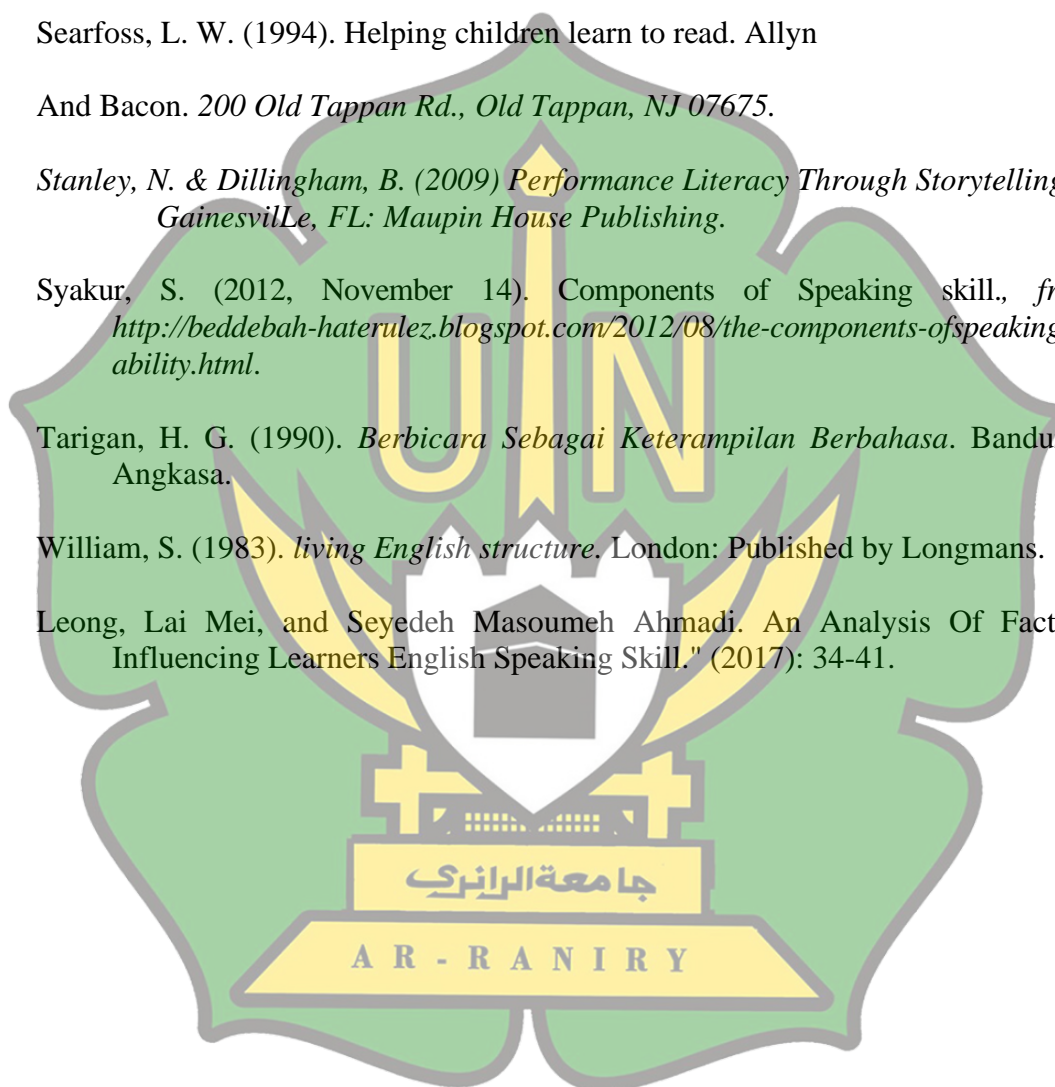 Searfoss, L. W. (1994). Helping children learn to read. Allyn
And Bacon. 200 Old Tappan Rd., Old Tappan, NJ 07675.
Stanley, N. & Dillingham, B. (2009) Performance Literacy Through Storytelling
GainesvilLe, FL: Maupin House Publishing.
Syakur, S. (2012, November 14). Components of Speaking skill., fr
http://beddebah-haterulez.blogspot.com/2012/08/the-components-ofspeaking
ability.html.
Tarigan, H. G. (1990). Berbicara Sebagai Keterampilan Berbahasa. Bandu
Angkasa.
William, S. (1983). living English structure. London: Published by Longmans.
Leong, Lai Mei, and Seyedeh Masoumeh Ahmadi. An Analysis Of Fact
Influencing Learners English Speaking Skill." (2017): 34-41.
UIN
جامعة الرانري
AR-RANIRY